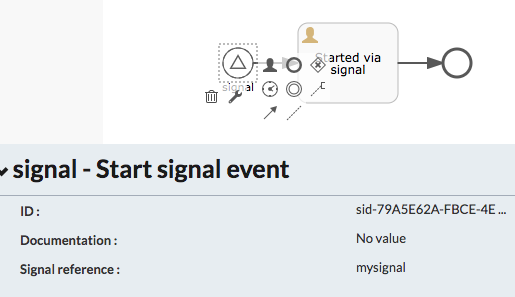 Started via
signal
signal
signal - Start signal event
ID :
sid-79A5E62A-FBCE-4E ...
Documentation :
No value
Signal reference :
mysignal